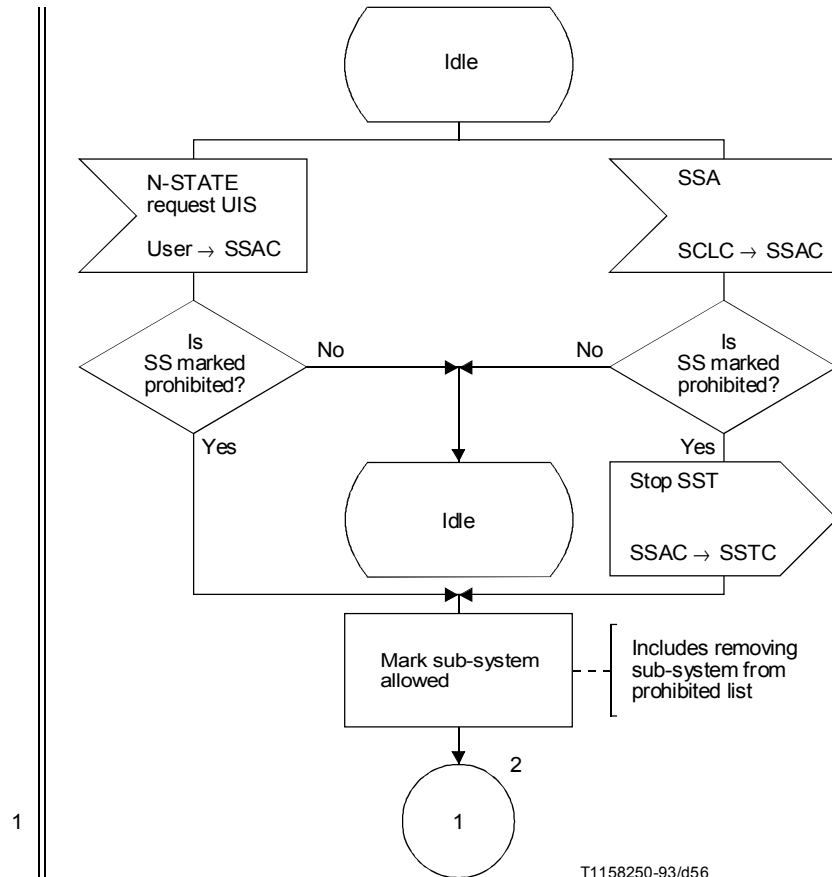 Idle
N-STATE
request UIS
User → SSAC
SSA
SCLC → SSAC
Is
SS marked
prohibited?
No
Yes
No
Is
SS marked
prohibited?
Yes
Idle
Stop SST
SSAC → SSTC
Mark sub-system
allowed
Includes removing
sub-system from
prohibited list
2
1
1
T1158250-93/d56